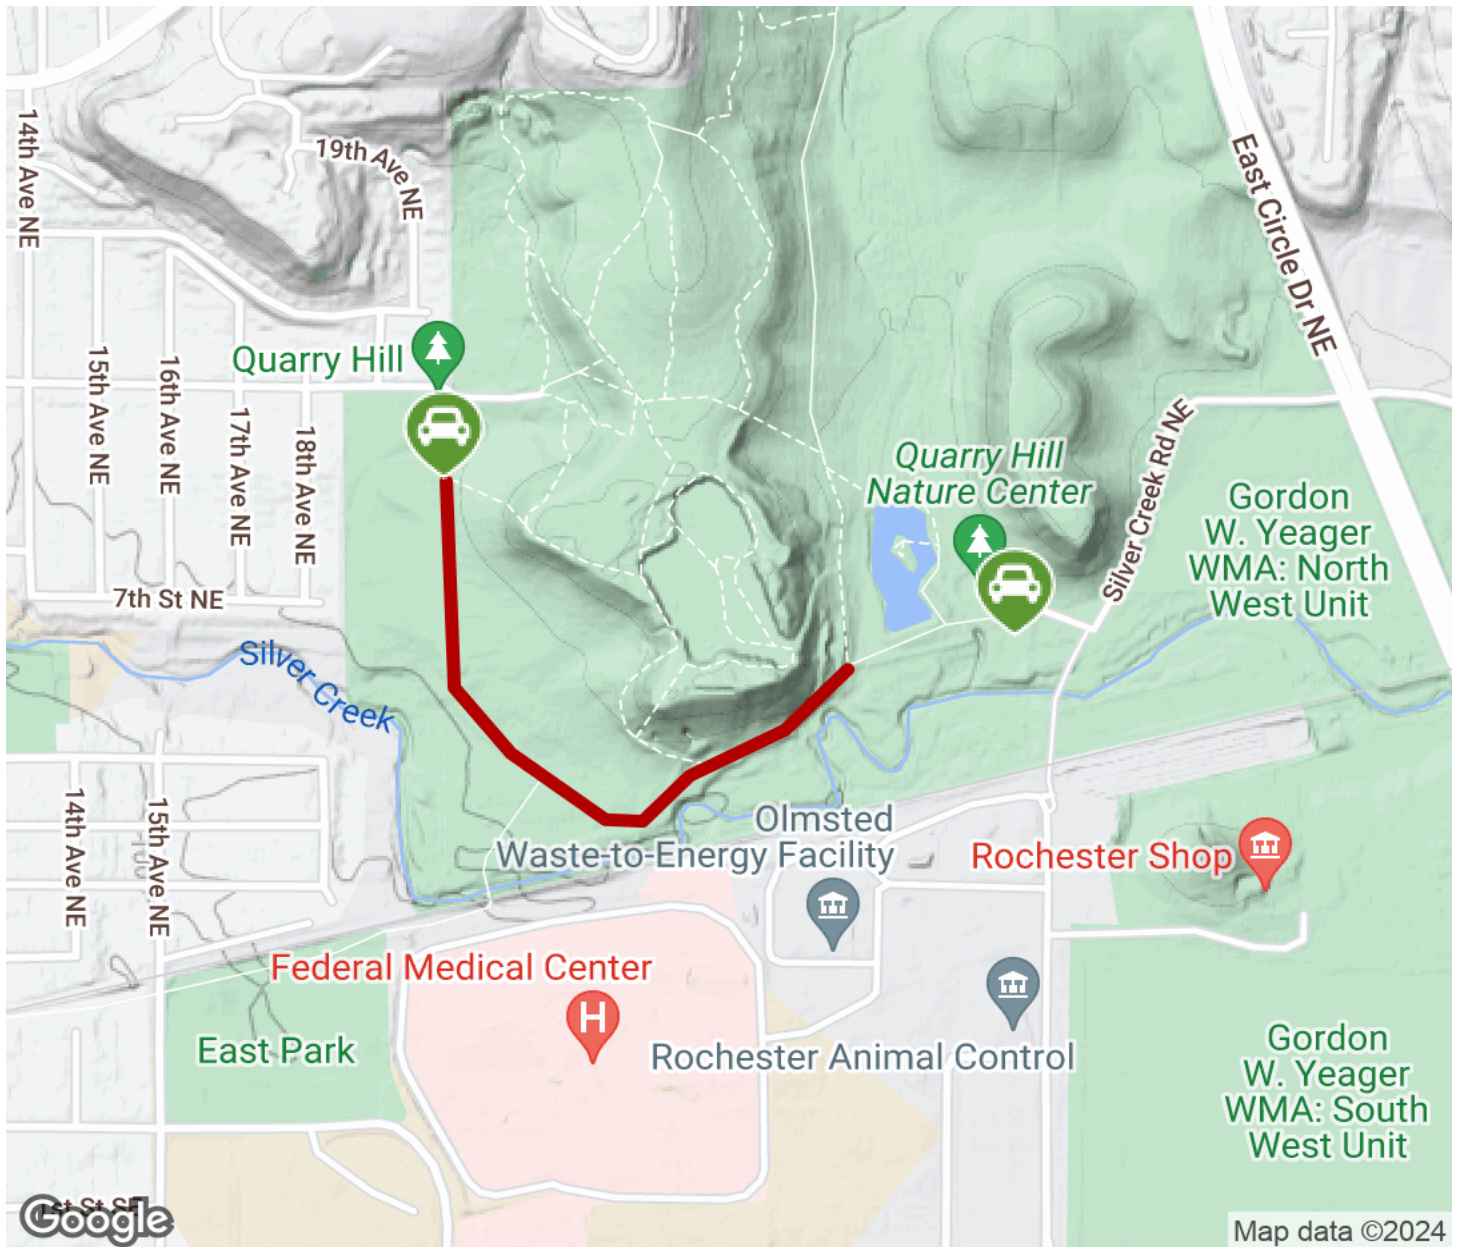 14th Ave NE
19th Ave NE
East Circle Dr NE
Quarry Hill
15th Ave NE
16th Ave NE
17th Ave NE
18th Ave NE
Silver Creek Rd NE
Quarry Hill
Nature Center
Gordon
W. Yeager
WMA: North
West Unit
7th St NE
Silver Creek
14th Ave NE
15th Ave NE
Olmsted
Waste-to-Energy Facility
Rochester Shop
Federal Medical Center
H
East Park
Rochester Animal Control
Gordon
W. Yeager
WMA: South
West Unit
1st St SE
Google
Map data ©2024